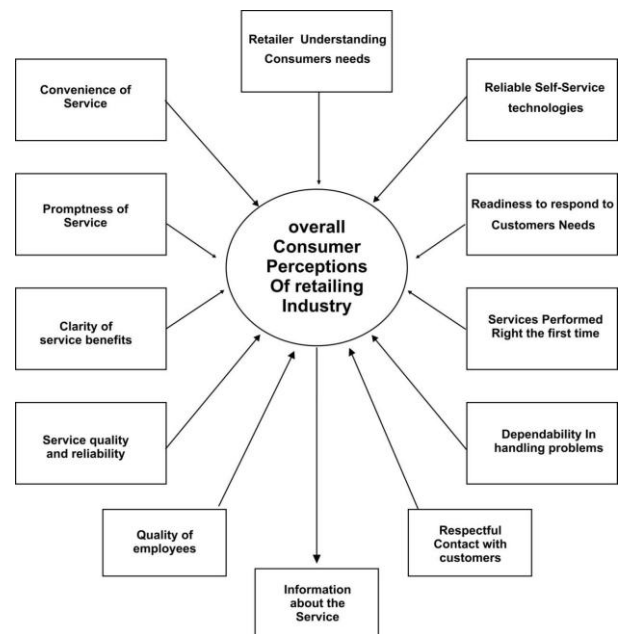 Retailer Understanding
Consumers needs
Convenience of
Service
Reliable Self-Service
technologies
Promptness of
Service
Readiness to respond to
Customers Needs
overall
Consumer
Perceptions
Of retailing
Industry
Clarity of
service benefits
Services Performed
Right the first time
Service quality
and reliability
Dependability In
handling problems
Quality of
employees
Respectful
Contact with
customers
Information
about the
Service